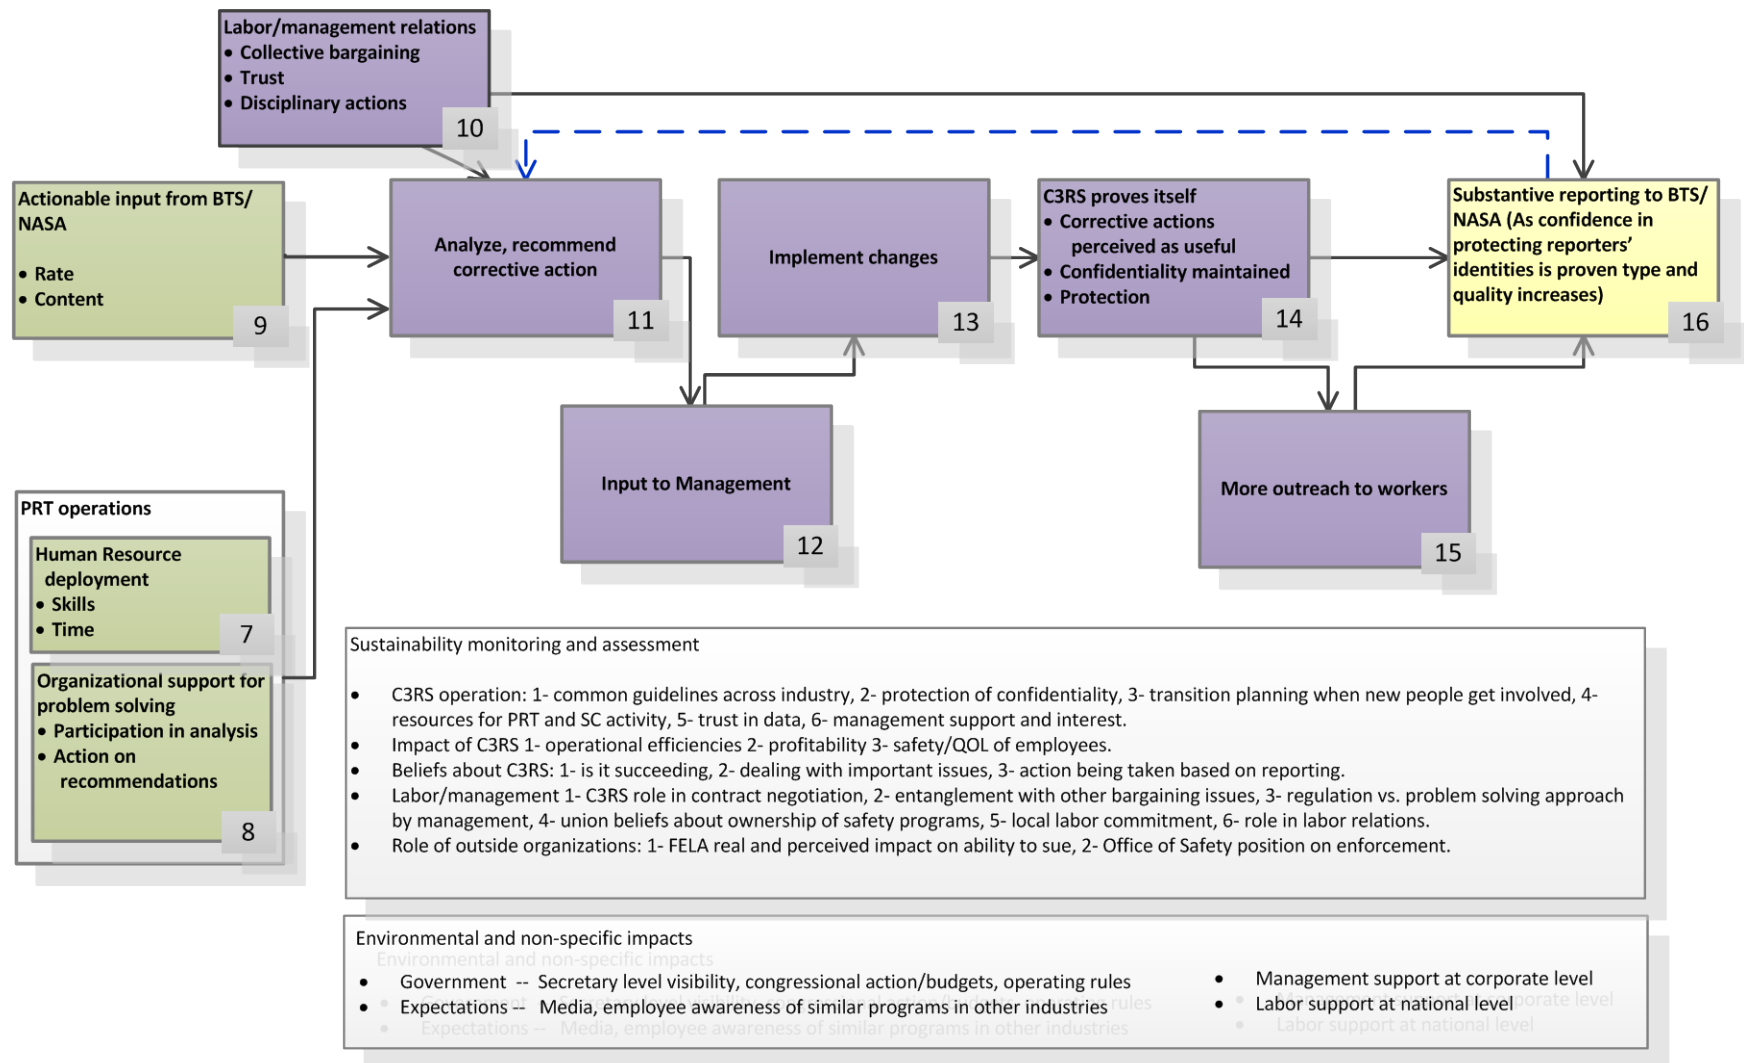 Labor/management relations
• Collective bargaining
• Trust
• Disciplinary actions
10
Actionable input from BTS/
NASA
• Rate
• Content
9
Analyze, recommend
corrective action
11
Implement changes
13
C3RS proves itself
• Corrective actions
perceived as useful
• Confidentiality maintained
• Protection
14
Substantive reporting to BTS/
NASA (As confidence in
protecting reporters’
identities is proven type and
quality increases)
16
Input to Management
12
More outreach to workers
15
PRT operations
Human Resource
deployment
• Skills
• Time
7
Organizational support for
problem solving
• Participation in analysis
• Action on
recommendations
8
Sustainability monitoring and assessment
• C3RS operation: 1- common guidelines across industry, 2- protection of confidentiality, 3- transition planning when new people get involved, 4-
resources for PRT and SC activity, 5- trust in data, 6- management support and interest.
• Impact of C3RS 1- operational efficiencies 2- profitability 3- safety/QOL of employees.
• Beliefs about C3RS: 1- is it succeeding, 2- dealing with important issues, 3- action being taken based on reporting.
• Labor/management 1- C3RS role in contract negotiation, 2- entanglement with other bargaining issues, 3- regulation vs. problem solving approach
by management, 4- union beliefs about ownership of safety programs, 5- local labor commitment, 6- role in labor relations.
• Role of outside organizations: 1- FELA real and perceived impact on ability to sue, 2- Office of Safety position on enforcement.
Environmental and non-specific impacts
• Government -- Secretary level visibility, congressional action/budgets, operating rules
• Expectations -- Media, employee awareness of similar programs in other industries
• Management support at corporate level
• Labor support at national level